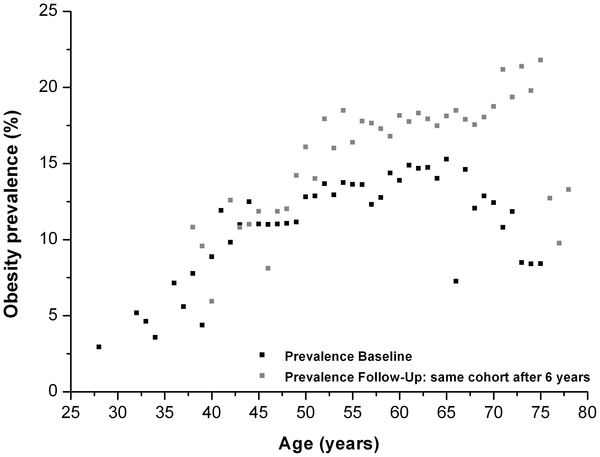 25
20
15
10
5
0
Obesity prevalence (%)
Prevalence Baseline
Prevalence Follow-Up: same cohort after 6 years
25 30 35 40 45 50 55 60 65 70 75 80
Age (years)